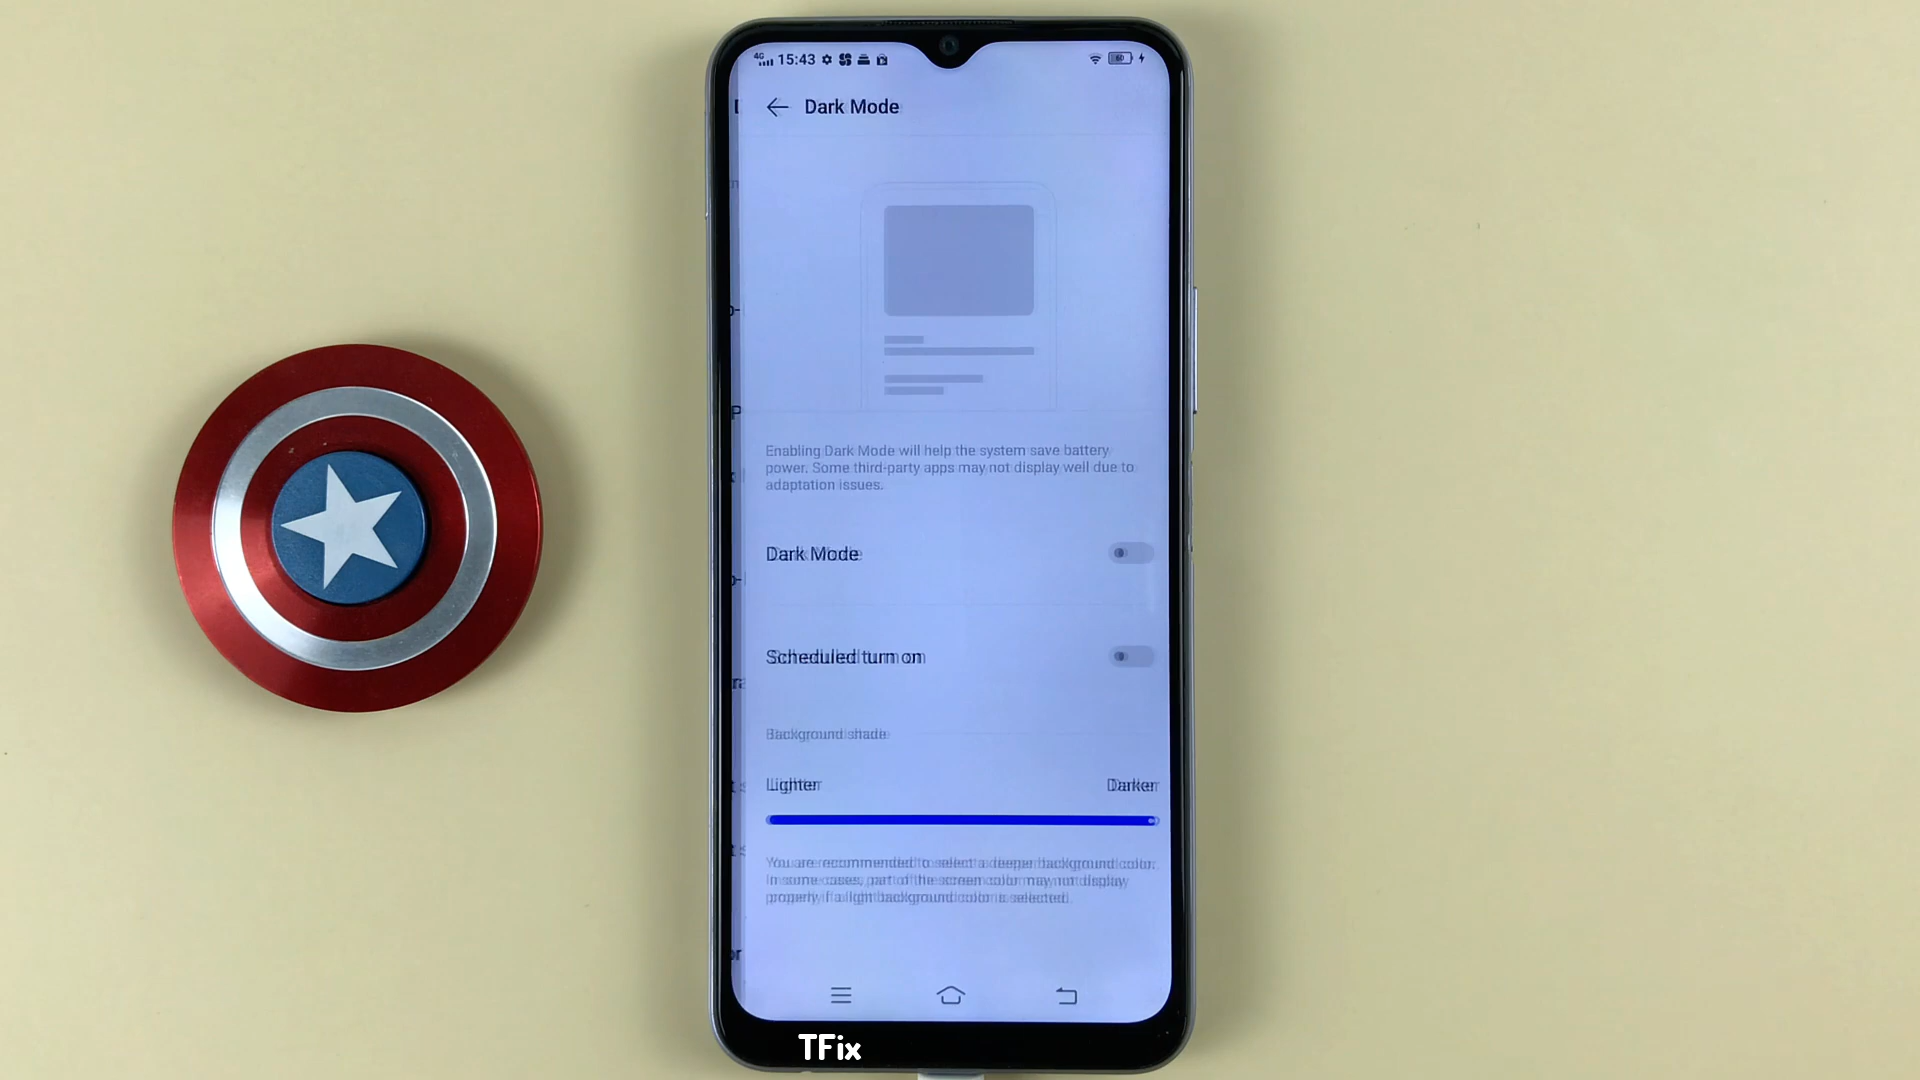 4G 15:43 60
Dark Mode
Enabling Dark Mode will help the system save battery
power. Some third-party apps may not display well due to
adaptation issues.
Dark Mode
Scheduled turn on
Background shade
Lighter Darker
You are recommended to select a deeper background color.
In some cases, part of the screen color may not display
properly if a light background color is selected.
TFix